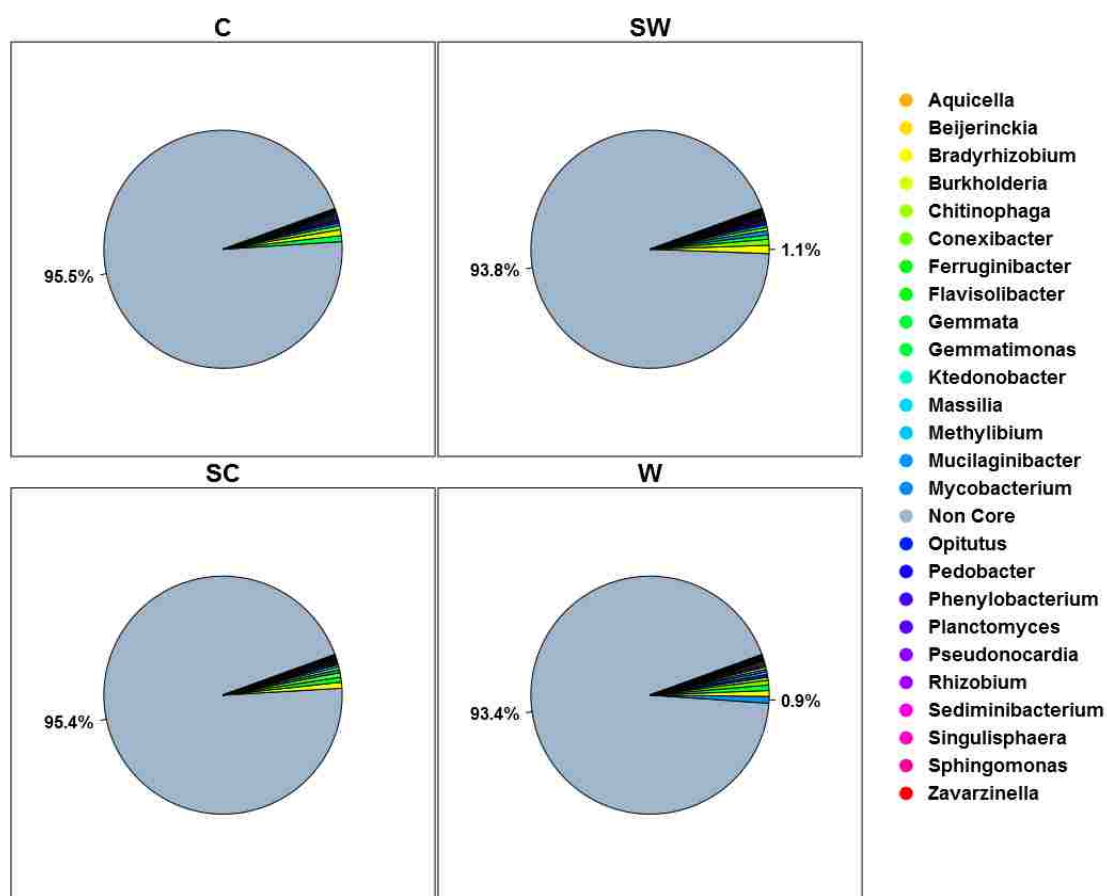 C
SW
95.5%
93.8%
1.1%
SC
W
95.4%
93.4%
0.9%
Aquicella
Beijerinckia
Bradyrhizobium
Burkholderia
Chitinophaga
Conexibacter
Ferruginibacter
Flavisolibacter
Gemmata
Gemmatimonas
Ktedonobacter
Massilia
Methylibium
Mucilaginibacter
Mycobacterium
Non Core
Opitutus
Pedobacter
Phenylobacterium
Planctomyces
Pseudonocardia
Rhizobium
Sediminibacterium
Singulisphaera
Sphingomonas
Zavarzinella